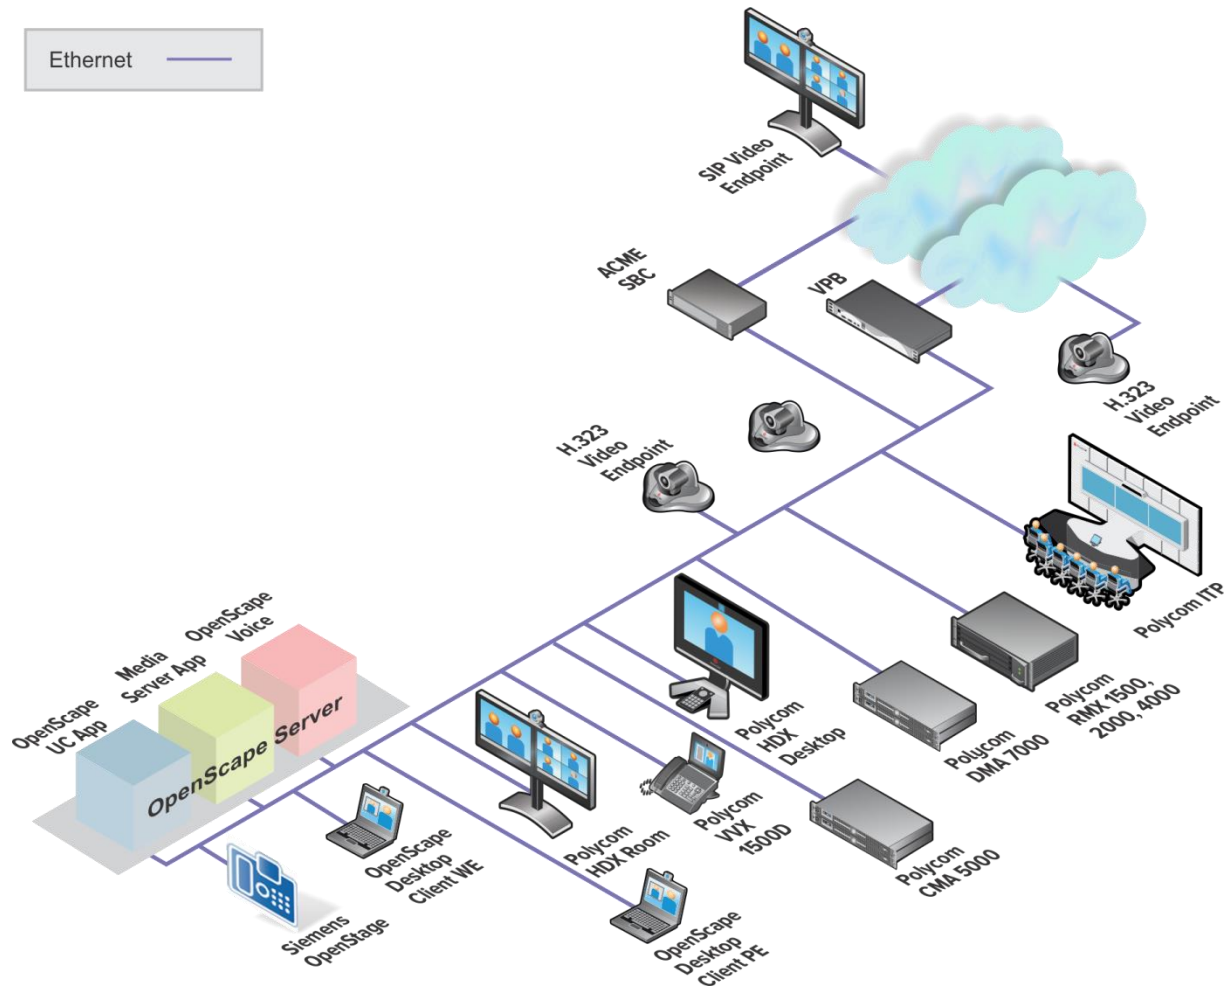 Ethernet
SIP Video
Endpoint
ACME
SBC
VPB
H.323
Video
Endpoint
H.323
Video
Endpoint
Polycom ITP
Polycom
RMX 1500,
2000, 4000
Polycom
DMA 7000
Polycom
HDX
Desktop
Polycom
CMA 5000
Polycom
VVX
1500D
Polycom
HDX Room
OpenScape
Desktop
Client PE
OpenScape
Desktop
Client WE
Siemens
OpenStage
OpenScape
UC App
Media
Server App
OpenScape
Voice
OpenScape Server